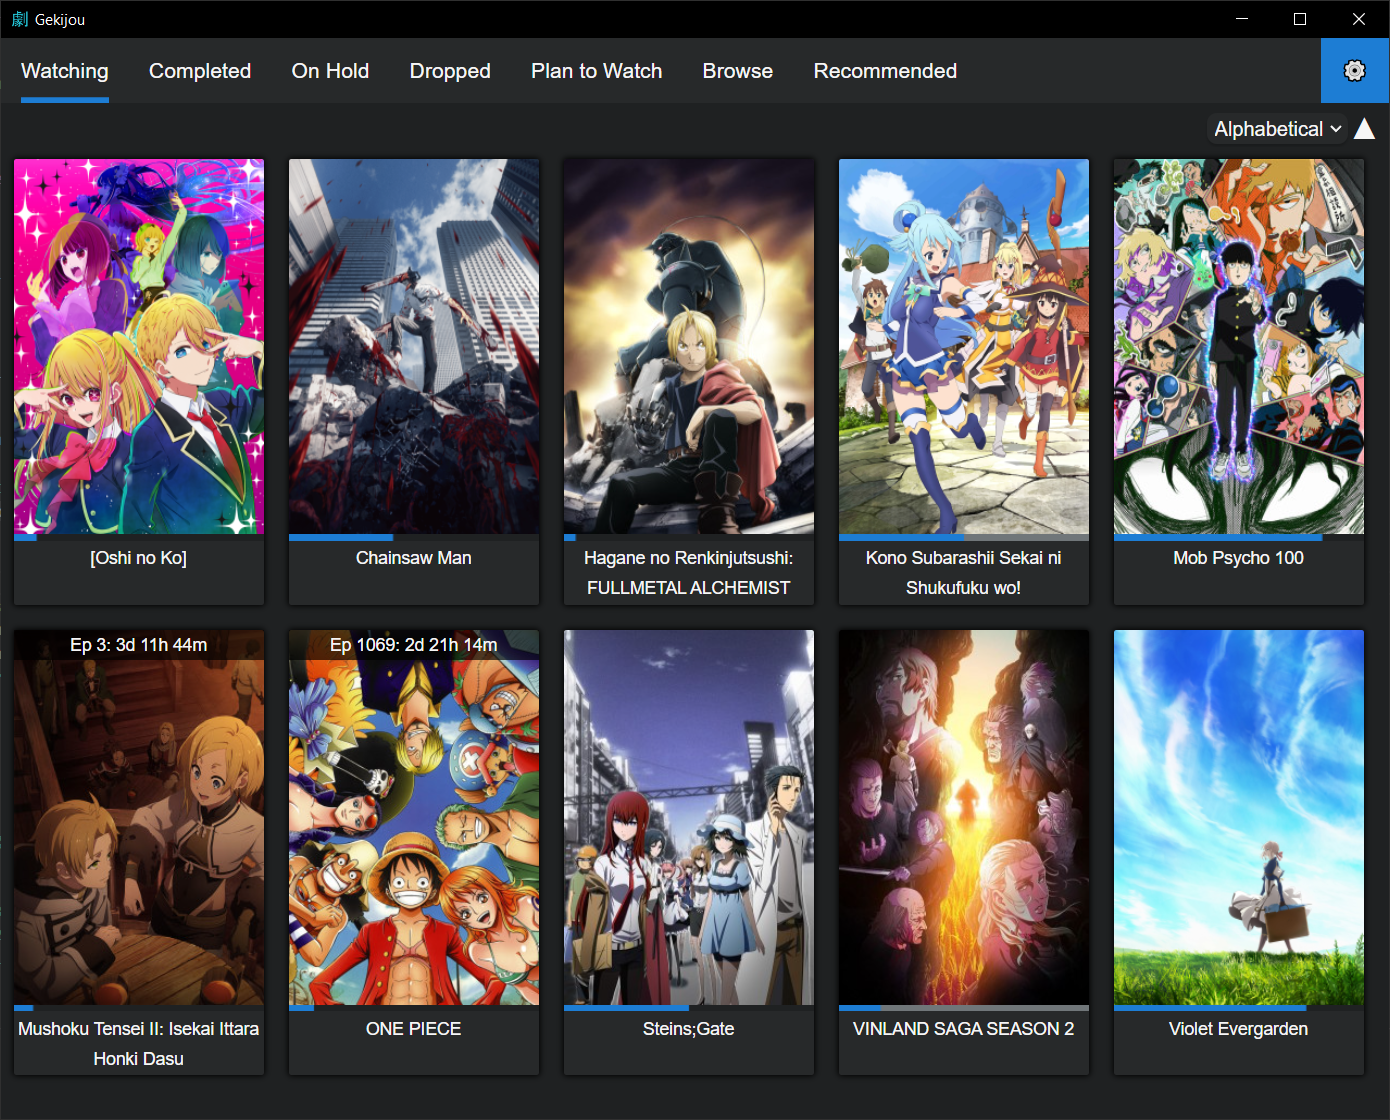 劇 Gekijou
Watching Completed On Hold Dropped Plan to Watch Browse Recommended
Alphabetical
[Oshi no Ko]
Chainsaw Man
Hagane no Renkinjutsushi:
FULLMETAL ALCHEMIST
Kono Subarashii Sekai ni
Shukufuku wo!
Mob Psycho 100
Ep 3: 3d 11h 44m
Ep 1069: 2d 21h 14m
Mushoku Tensei II: Isekai Ittara
Honki Dasu
ONE PIECE
Steins;Gate
VINLAND SAGA SEASON 2
Violet Evergarden